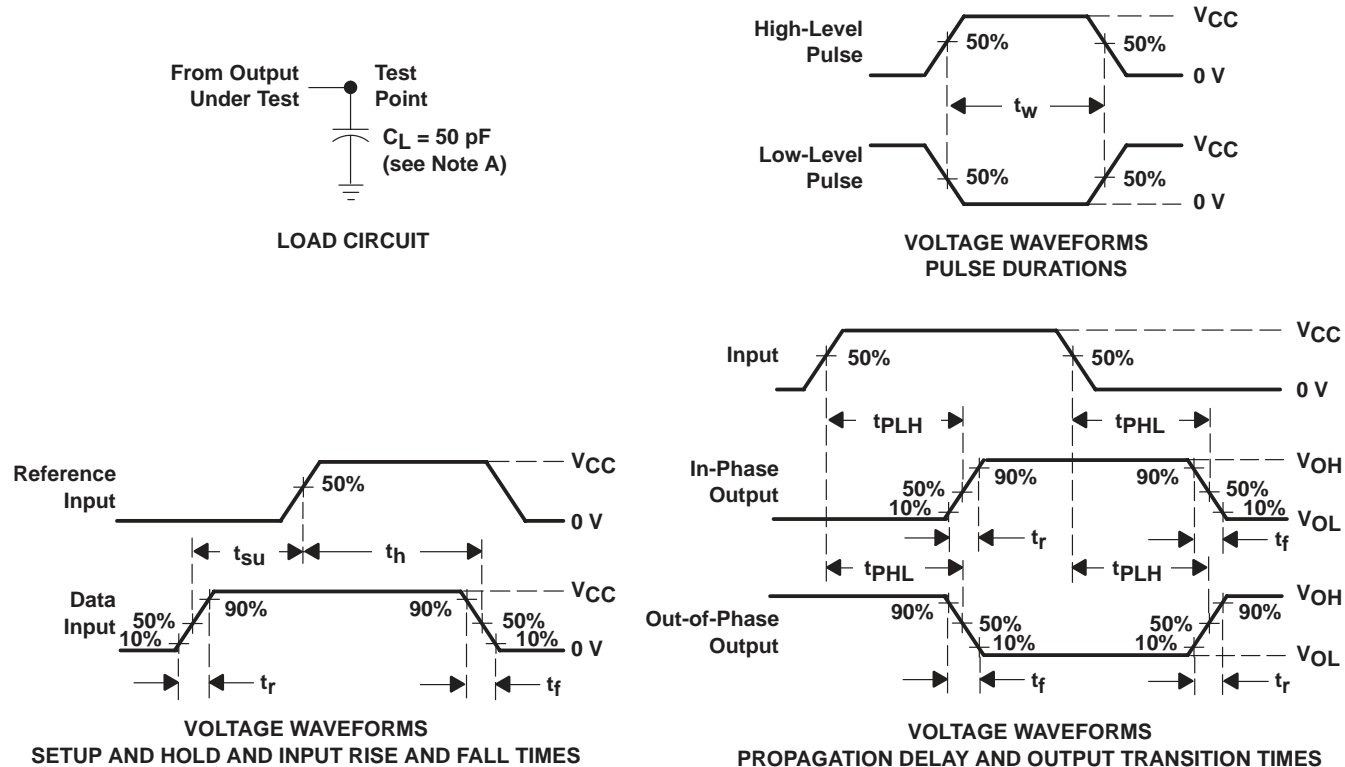 From Output
Under Test
Test
Point
CL = 50 pF
(see Note A)
LOAD CIRCUIT
High-Level
Pulse
50%
50%
VCC
0 V
tw
Low-Level
Pulse
50%
50%
VCC
0 V
VOLTAGE WAVEFORMS
PULSE DURATIONS
Reference
Input
50%
VCC
0 V
tsu
th
Data
Input
50%
10%
90%
90%
50%
10%
VCC
0 V
tr
tf
VOLTAGE WAVEFORMS
SETUP AND HOLD AND INPUT RISE AND FALL TIMES
Input
50%
50%
VCC
0 V
tPLH
tPHL
In-Phase
Output
50%
10%
90%
90%
50%
10%
VOH
VOL
tr
tf
tPHL
tPLH
Out-of-Phase
Output
90%
50%
10%
50%
10%
90%
VOH
VOL
tf
tr
VOLTAGE WAVEFORMS
PROPAGATION DELAY AND OUTPUT TRANSITION TIMES